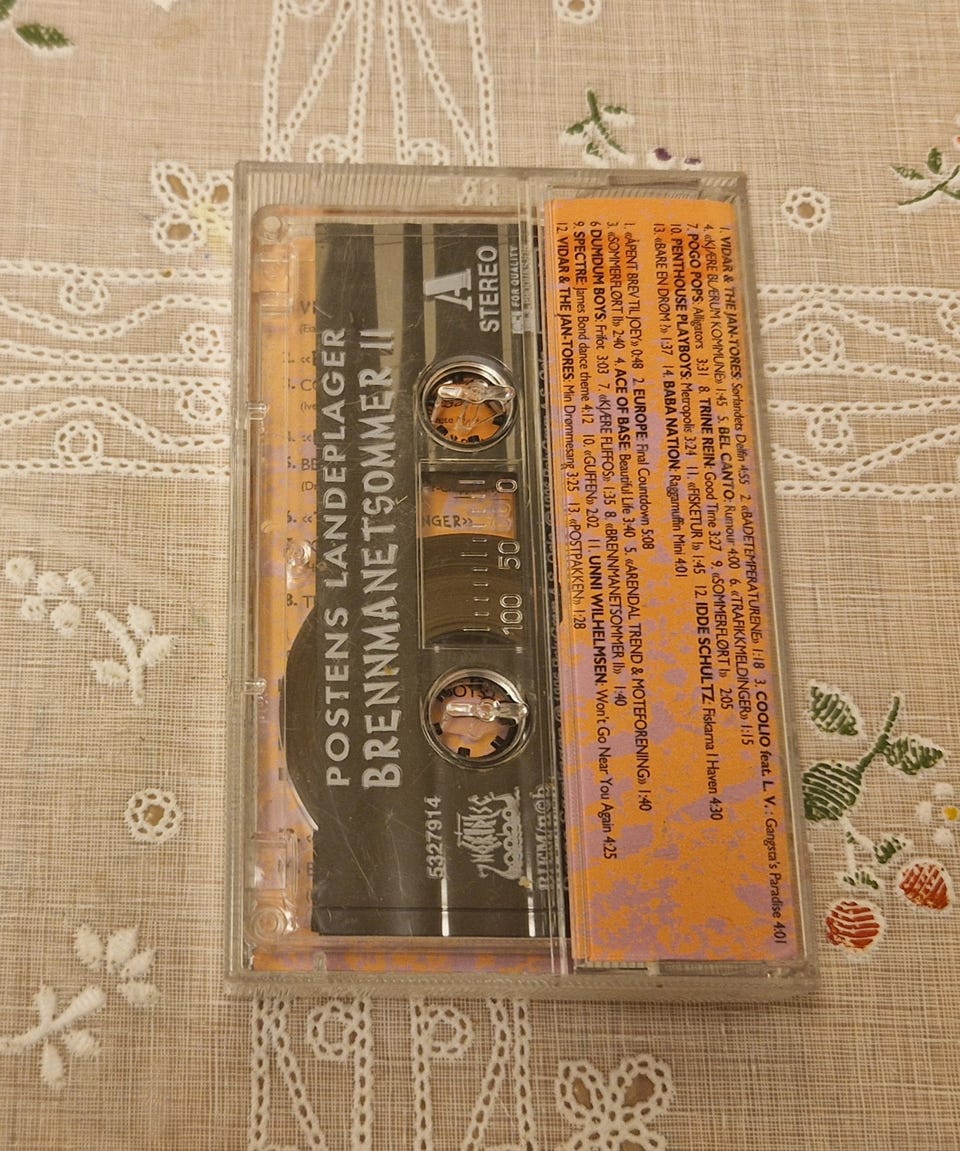 1. VIDAR & THE JAN-TORES: Sørlandets Delfin 4:55 2. «BADETEMPERATURENE» 1:18 3. COOLIO feat. L. V. : Gangsta's Paradise 4:01
4. «KJÆRE BLÆRUM KOMMUNE» 1:45 5. BEL CANTO: Rumour 4:00 6. «TRAFIKKMELDINGER» 1:15
7. POGO POPS: Alligators 3:31 8. TRINE REIN: Good Time 3:27 9. «SOMMERFLØRT I» 2:05
10. PENTHOUSE PLAYBOYS: Metropolis 3:24 11. «FISKETUR I» 1:45 12. IDDE SCHULTZ: Fiskarna I Haven 4:30
13. «BARE EN DRØM?» 1:37 14. BABA NATION: Raggamuffin Mini 4:01
1. «ÅPENT BREV TIL JOEY» 0:48 2. EUROPE: Final Countdown 5:08
3. «SOMMERFLØRT II» 2:40 4. ACE OF BASE: Beautiful Life 3:40 5. «ARENDAL TREND & MOTEFORENING» 1:40
6 DUMDUM BOYS: Frilot 3:03 7. «KJÆRE FLIFFOS» 1:35 8. «BRENNMANETSOMMER II» 1:40
9. SPECTRE: James Bond dance theme 4:12 10. «GUFFEN» 2:02 11. UNNI WILHELMSEN: Won't Go Near You Again 4:25
12. VIDAR & THE JAN-TORES: Min Drømmesang 3:25 13. «POSTPAKKEN» 1:28
A
STEREO
FOR QUALITY
100 50 0
NGER»
5327914
POSTENS LANDEPLAGER
BRENNMANETSOMMER II